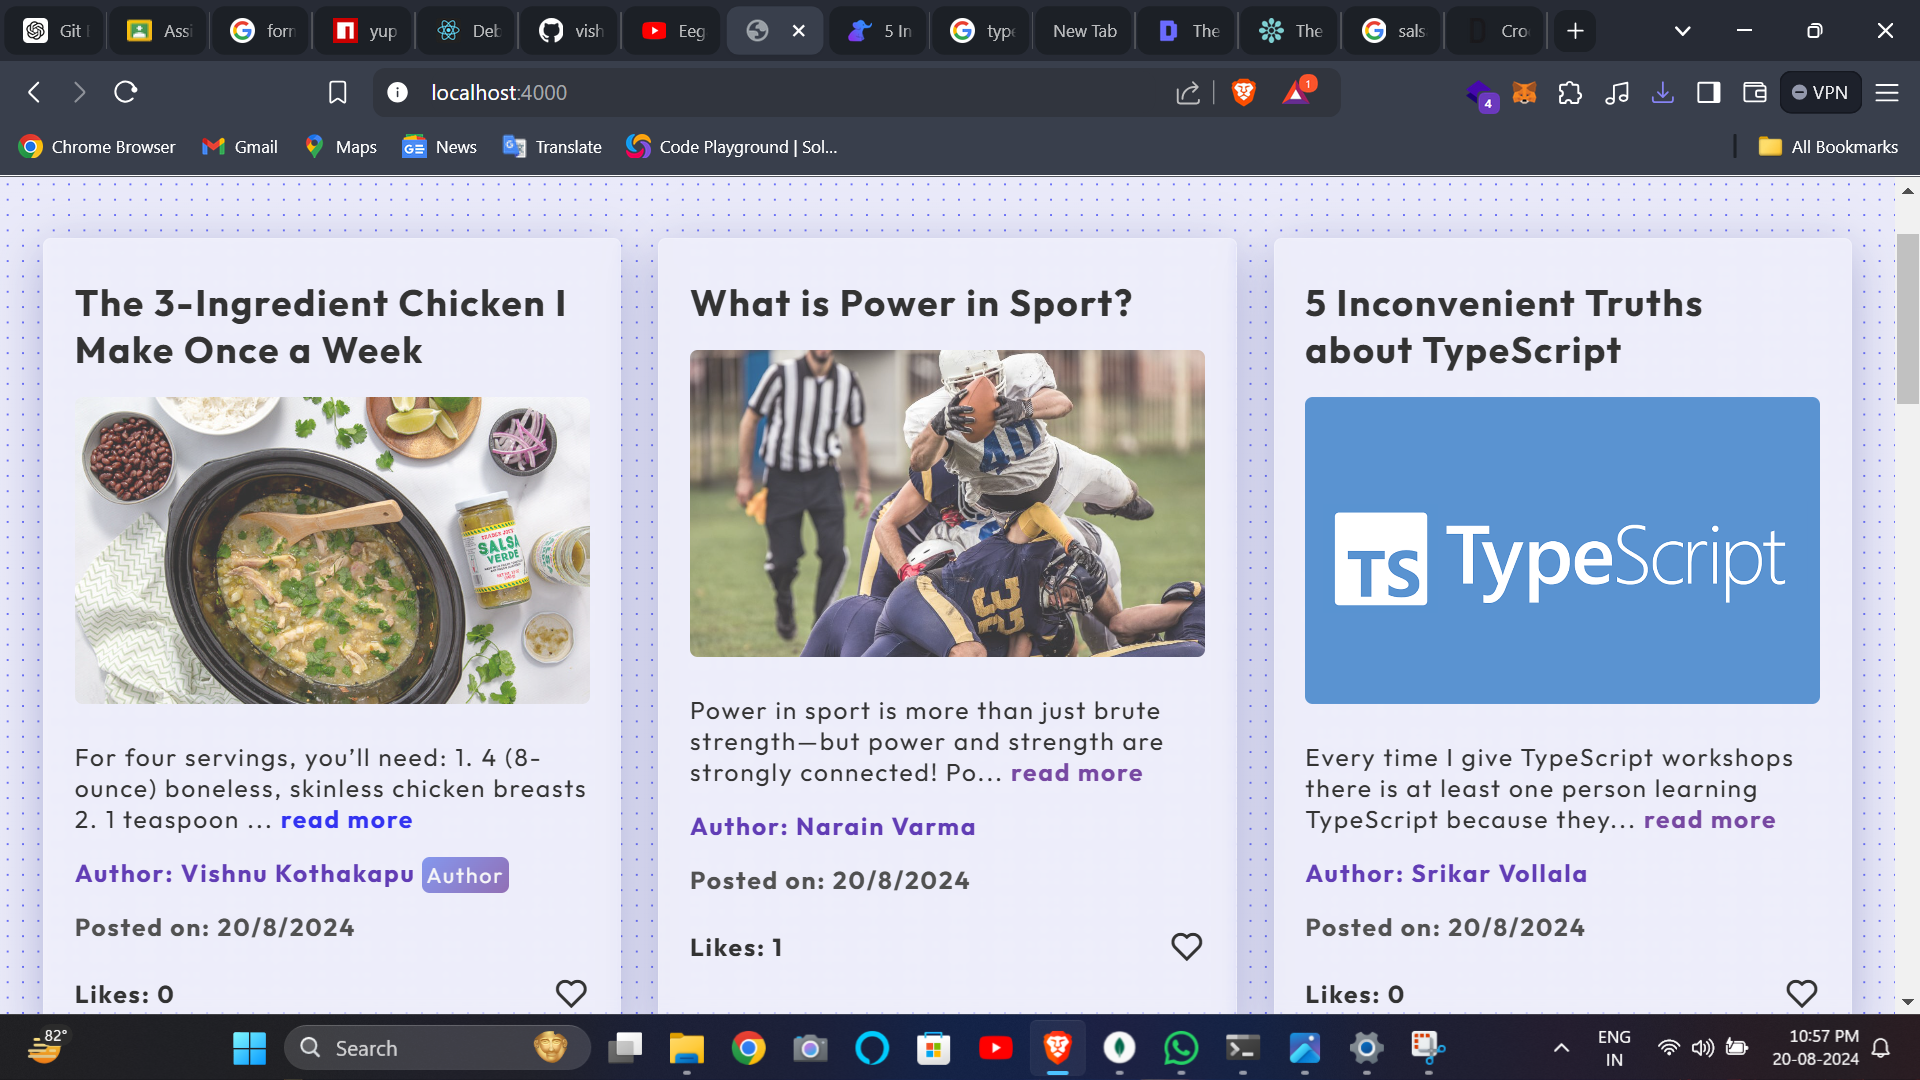 Git
Assi
forr
yup
Deb
vish
Eeg
5 In
type
New Tab
The
The
sals
Cro
localhost:4000
1
4
VPN
Chrome Browser
Gmail
Maps
News
Translate
Code Playground | Sol...
All Bookmarks
The 3-Ingredient Chicken I
Make Once a Week
TRADER JOE'S
SALSA
VERDE
For four servings, you’ll need: 1. 4 (8-
ounce) boneless, skinless chicken breasts
2. 1 teaspoon ... read more
Author: Vishnu Kothakapu Author
Posted on: 20/8/2024
Likes: 0
What is Power in Sport?
Power in sport is more than just brute
strength—but power and strength are
strongly connected! Po... read more
Author: Narain Varma
Posted on: 20/8/2024
Likes: 1
5 Inconvenient Truths
about TypeScript
TS TypeScript
Every time I give TypeScript workshops
there is at least one person learning
TypeScript because they... read more
Author: Srikar Vollala
Posted on: 20/8/2024
Likes: 0
82°
Search
ENG
IN
10:57 PM
20-08-2024